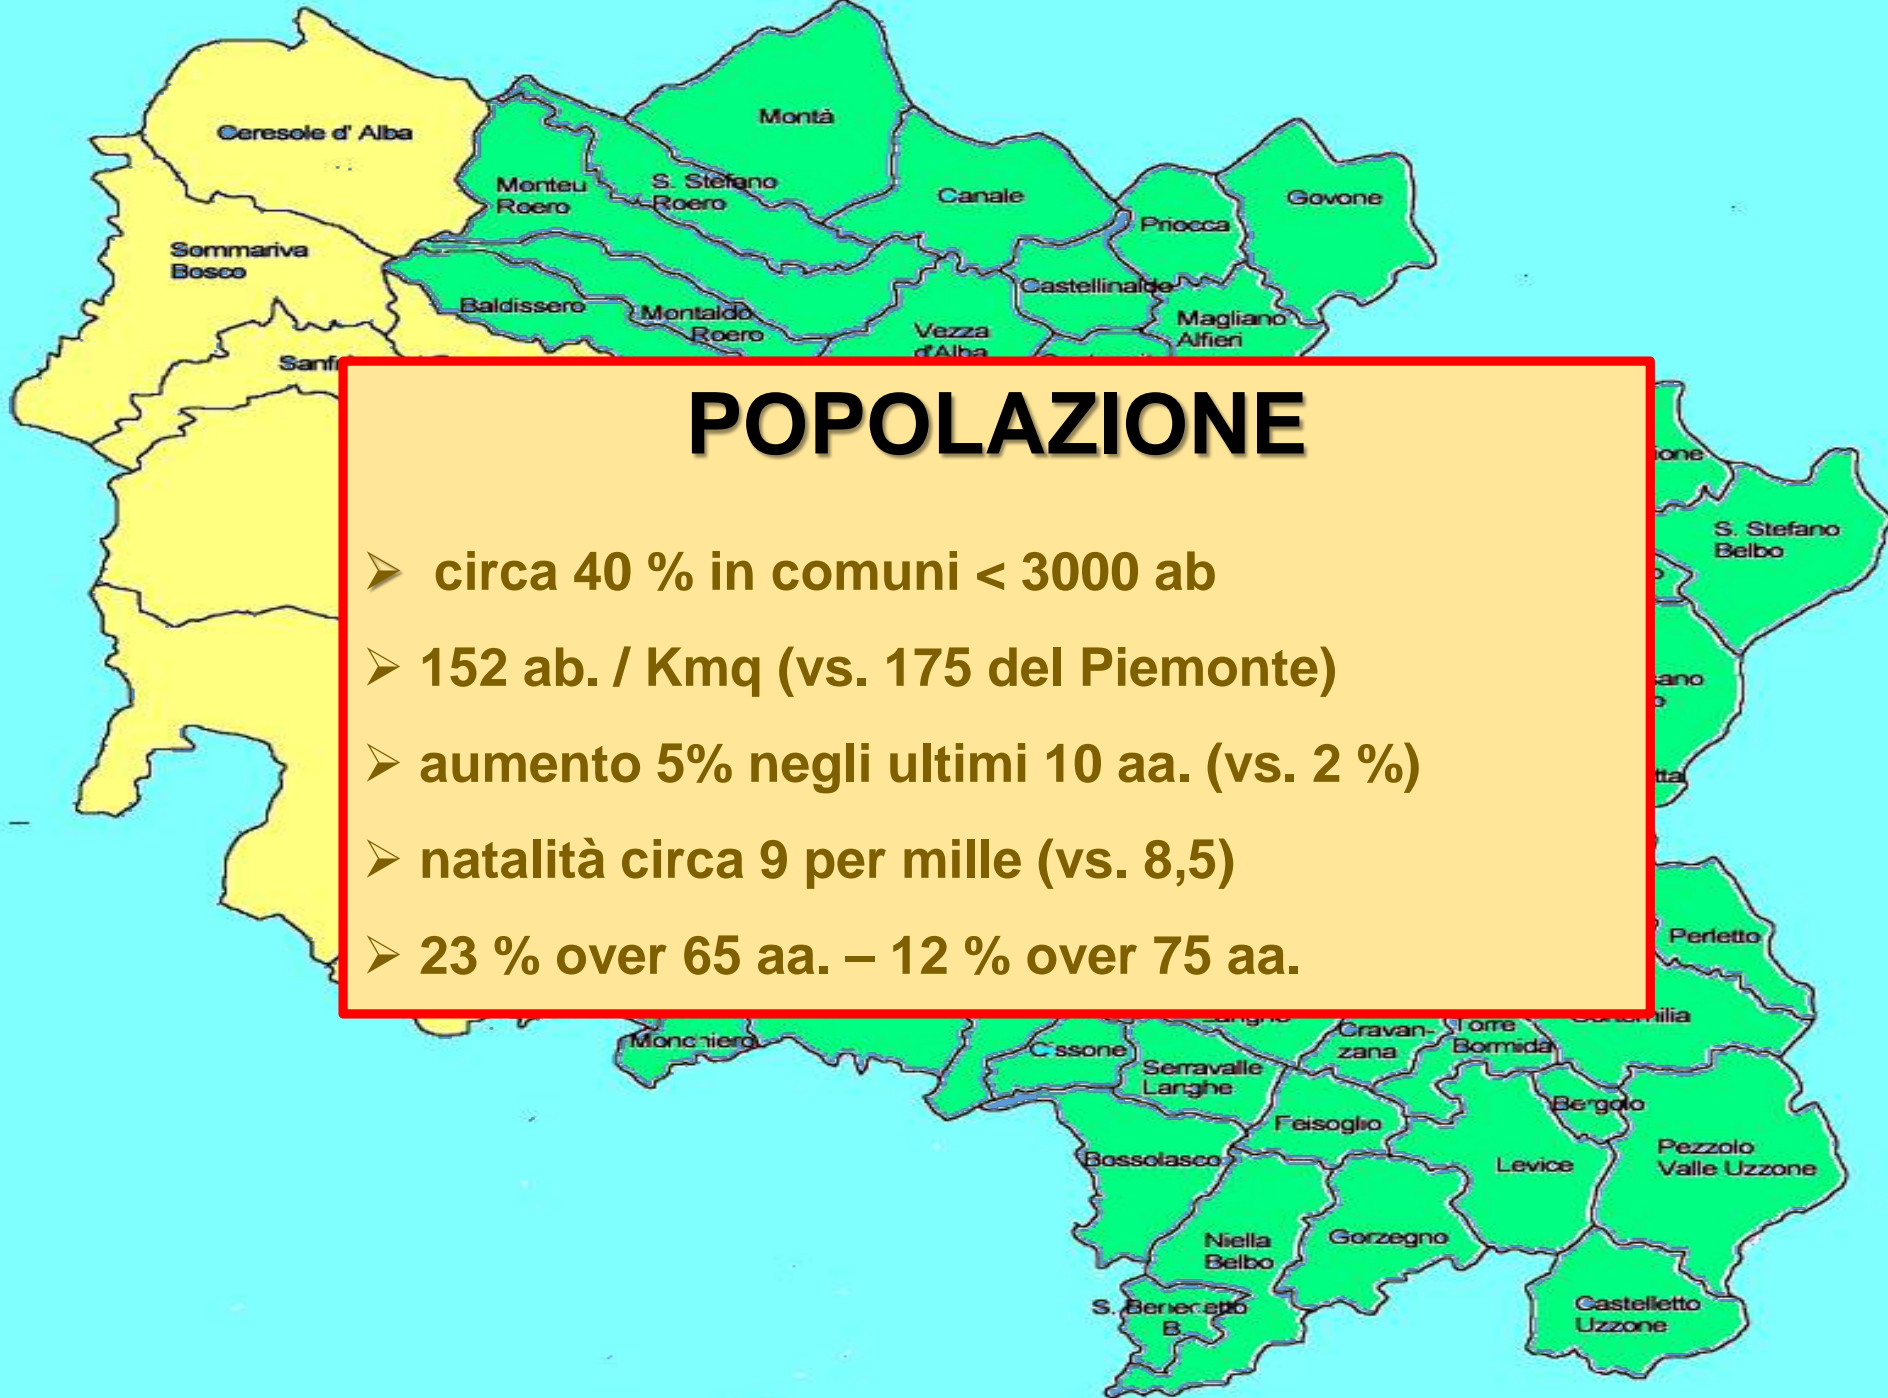 Ceresole d' Alba
Montà
Monteu
Roero
S. Stefano
Roero
Canale
Priocca
Govone
Sommariva
Bosco
Baldissero
Montaldo
Roero
Castellinaldo
Vezza
d'Alba
Magliano
Alfieri
POPOLAZIONE
➢ circa 40 % in comuni < 3000 ab
➢ 152 ab. / Kmq (vs. 175 del Piemonte)
➢ aumento 5% negli ultimi 10 aa. (vs. 2 %)
➢ natalità circa 9 per mille (vs. 8,5)
➢ 23 % over 65 aa. – 12 % over 75 aa.
S. Stefano
Belbo
Perletto
Monchiero
Cissone
Serravalle
Langhe
Cravan-
zana
Torre
Bormida
Bergolo
Feisoglio
Bossolasco
Levice
Pezzolo
Valle Uzzone
Niella
Belbo
Gorzegno
S. Benedetto
B.
Castelletto
Uzzone